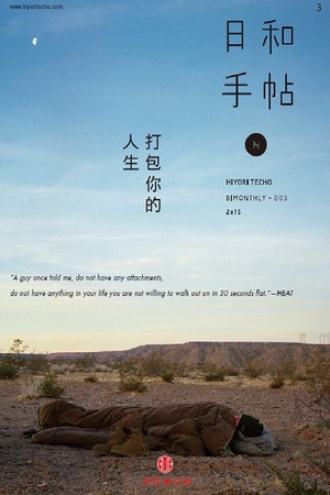 www.hiyoritecho.com
3
日和
手帖
H
HIYORI TECHO
BIMONTHLY • 003
2015
打包你的
人生
"A guy once told me, do not have any attachments,
do not have anything in your life you are not willing to walk out on in 30 seconds flat."—HEAT